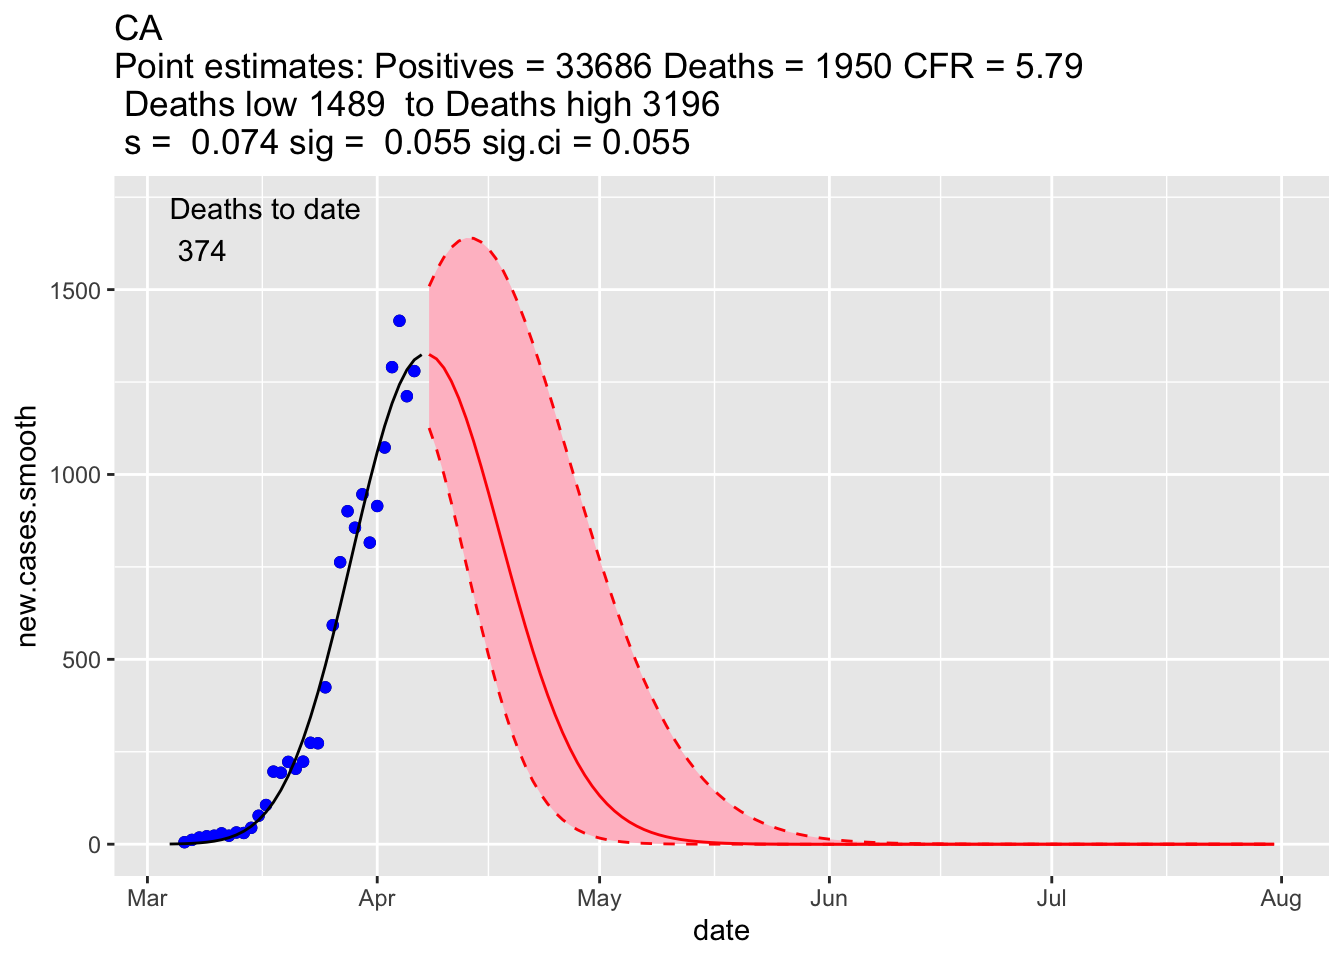 CA
Point estimates: Positives = 33686 Deaths = 1950 CFR = 5.79
Deaths low 1489  to Deaths high 3196
s =  0.074 sig =  0.055 sig.ci = 0.055
Deaths to date
374
1500
1000
500
0
new.cases.smooth
Mar Apr May Jun Jul Aug
date